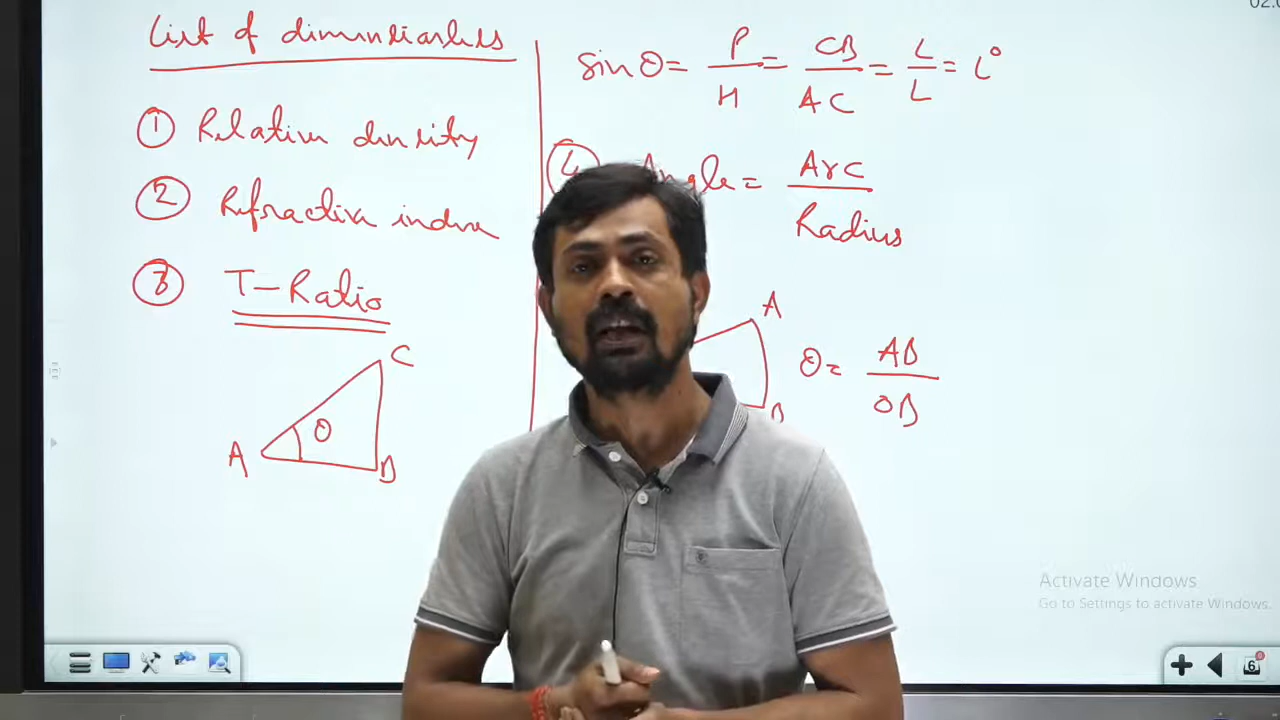 List of dimensionless
① Relative density
② Refractive index
③ T-Ratio
C
θ
A
B
sin θ = P/H = CB/AC = L/L = L°
④ Angle = Arc/Radius
A
B
θ = AB/OB
Activate Windows
Go to Settings to activate Windows.
6